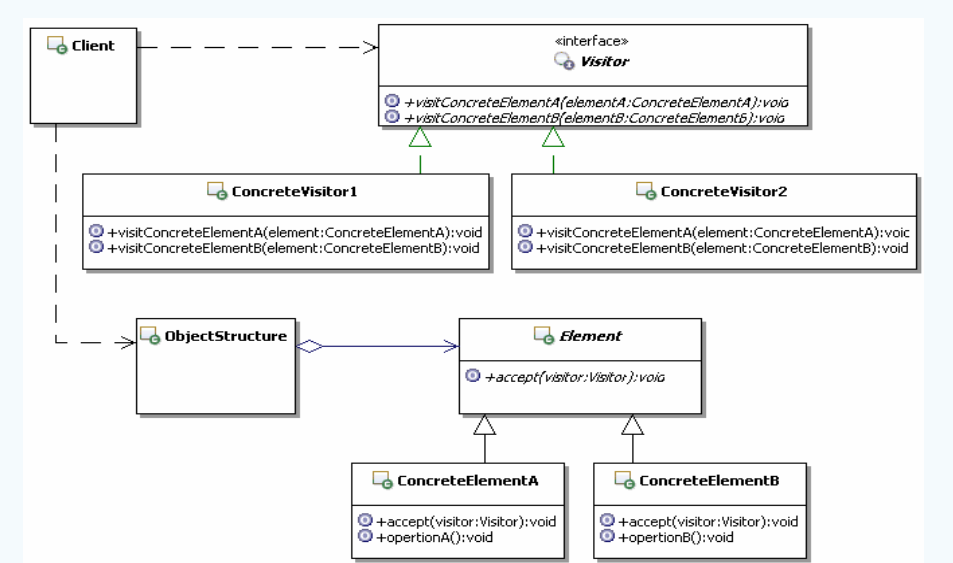 Client
«interface»
Visitor
+visitConcreteElementA(elementA:ConcreteElementA):void
+visitConcreteElementB(elementB:ConcreteElementB):void
ConcreteVisitor1
+visitConcreteElementA(element:ConcreteElementA):void
+visitConcreteElementB(element:ConcreteElementB):void
ConcreteVisitor2
+visitConcreteElementA(element:ConcreteElementA):voic
+visitConcreteElementB(element:ConcreteElementB):void
ObjectStructure
Element
+accept(visitor:Visitor):void
ConcreteElementA
+accept(visitor:Visitor):void
+opertionA():void
ConcreteElementB
+accept(visitor:Visitor):void
+opertionB():void